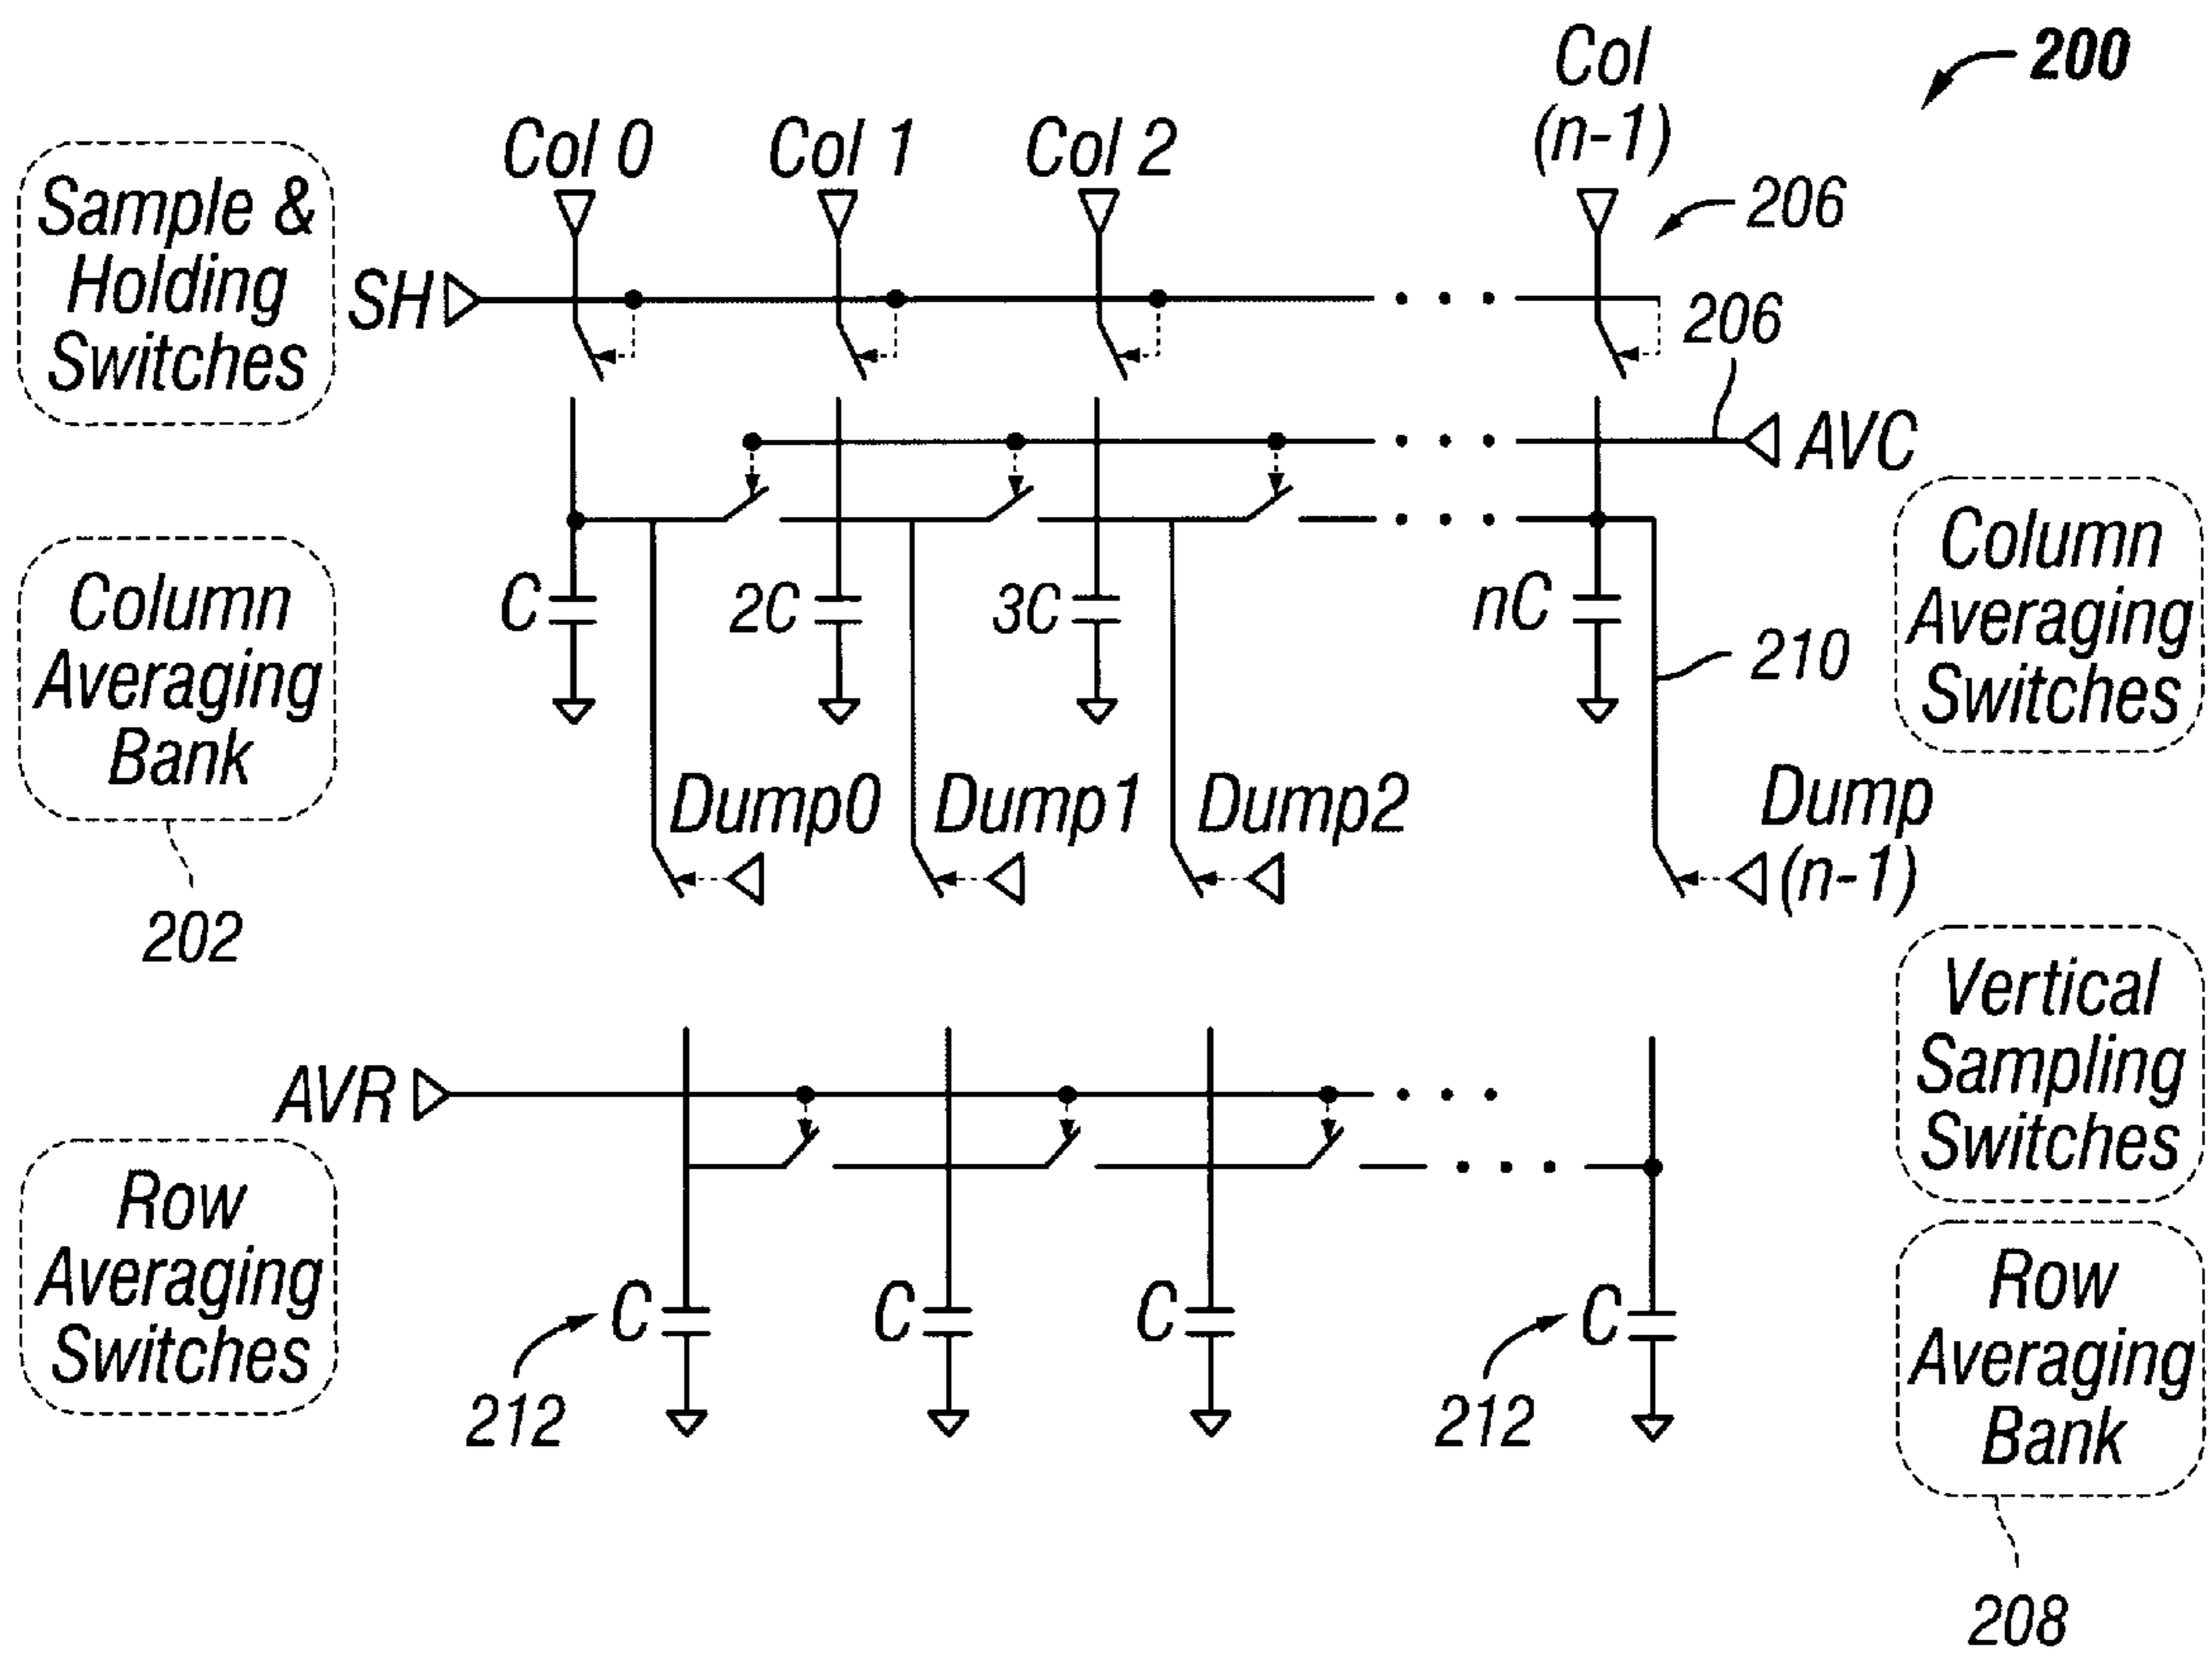 200
Col
(n-1)
Col 0
Col 1
Col 2
206
Sample &
Holding
Switches
SH
206
AVC
Column
Averaging
Bank
202
C
2C
3C
nC
210
Column
Averaging
Switches
Dump0
Dump1
Dump2
Dump
(n-1)
Vertical
Sampling
Switches
AVR
Row
Averaging
Switches
C
C
C
C
212
212
Row
Averaging
Bank
208